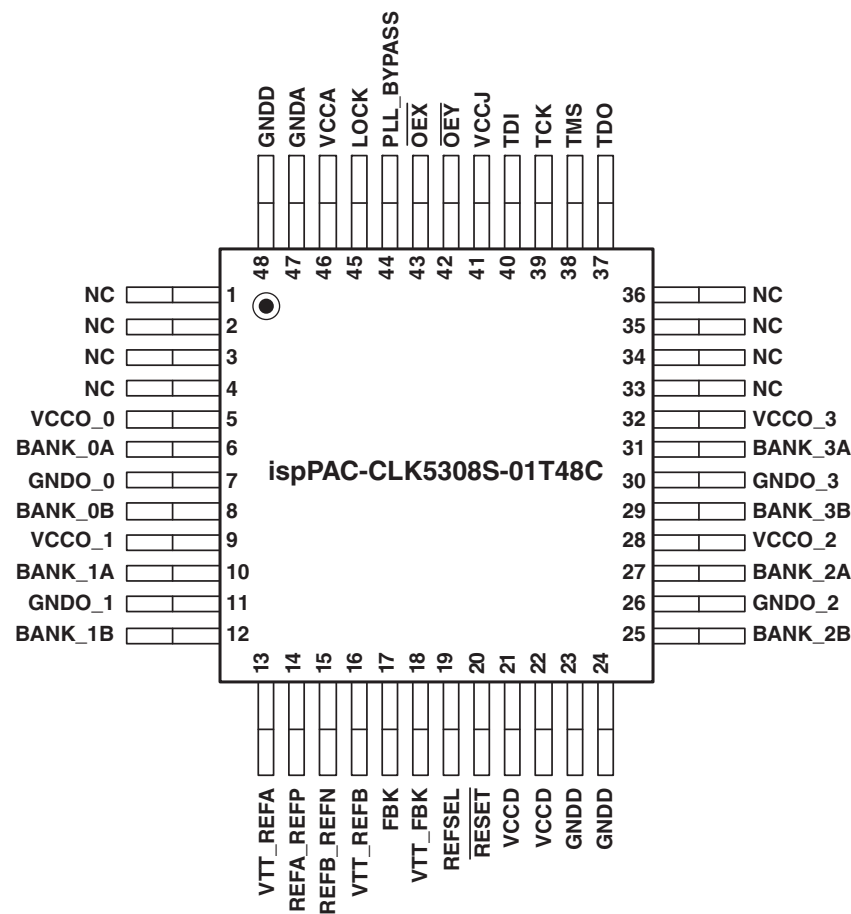 GNDD
GNDA
VCCA
LOCK
PLL_BYPASS
OEX
OEY
VCCJ
TDI
TCK
TMS
TDO
48
47
46
45
44
43
42
41
40
39
38
37
NC 1
NC 2
NC 3
NC 4
VCCO_0 5
BANK_0A 6
GNDO_0 7
BANK_0B 8
VCCO_1 9
BANK_1A 10
GNDO_1 11
BANK_1B 12
ispPAC-CLK5308S-01T48C
36 NC
35 NC
34 NC
33 NC
32 VCCO_3
31 BANK_3A
30 GNDO_3
29 BANK_3B
28 VCCO_2
27 BANK_2A
26 GNDO_2
25 BANK_2B
13
14
15
16
17
18
19
20
21
22
23
24
VTT_REFA
REFA_REFP
REFB_REFN
VTT_REFB
FBK
VTT_FBK
REFSEL
RESET
VCCD
VCCD
GNDD
GNDD